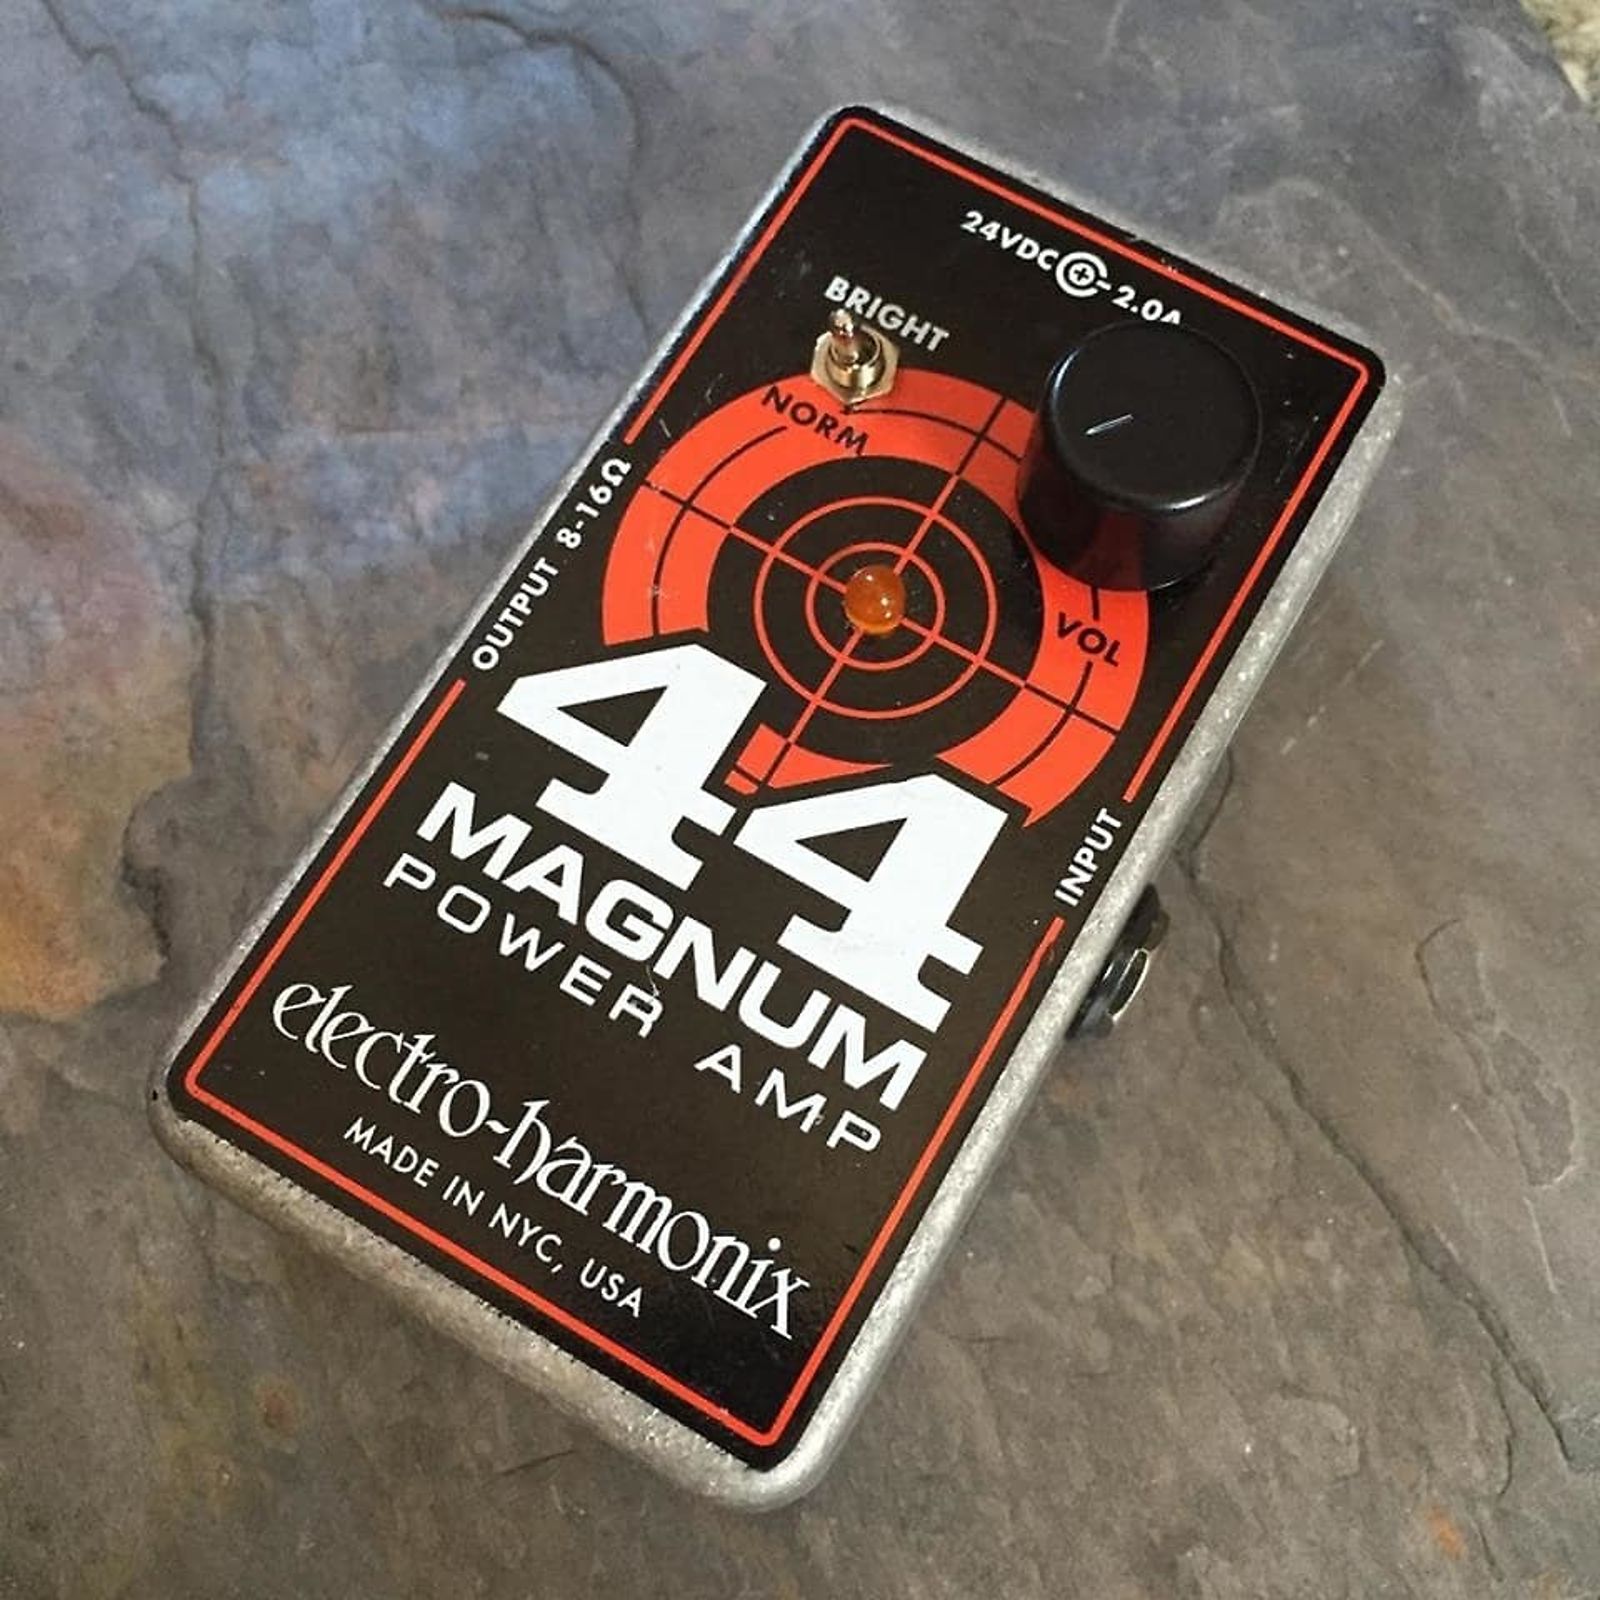 24VDC - 2.0A
BRIGHT
NORM
OUTPUT 8-16Ω
VOL
INPUT
44
MAGNUM
POWER AMP
electro-harmonix
MADE IN NYC, USA